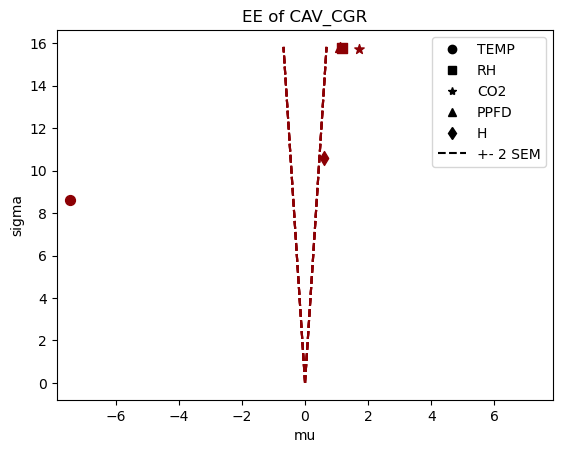 EE of CAV_CGR
16
14
12
10
8
6
4
2
0
sigma
−6
−4
−2
0
2
4
6
mu
TEMP
RH
CO2
PPFD
H
+- 2 SEM